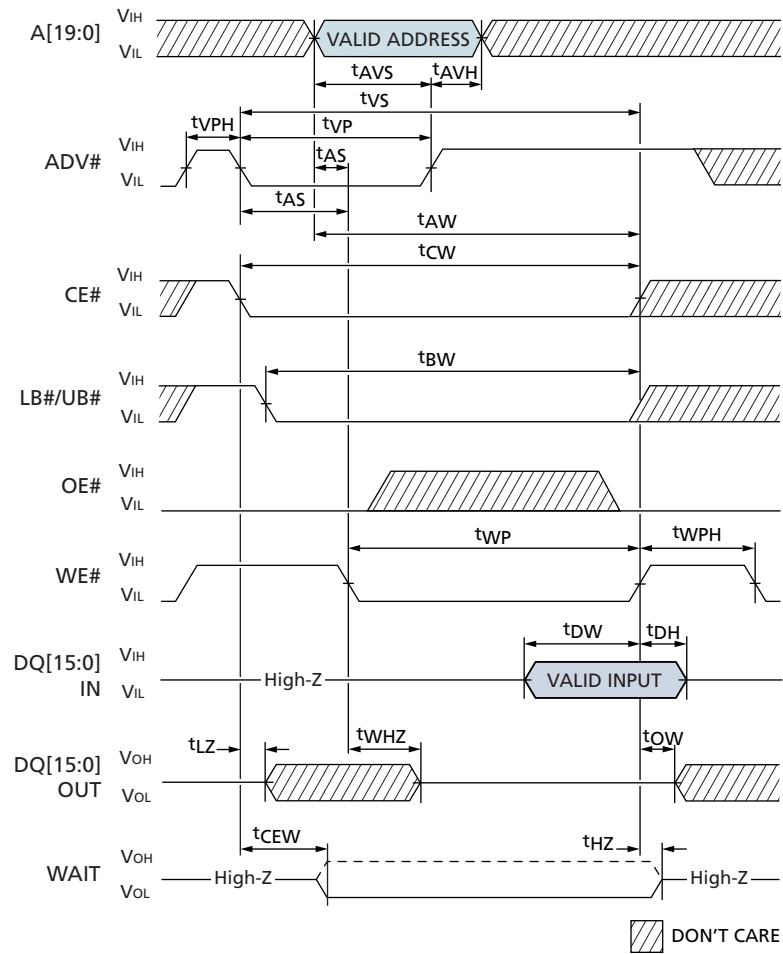 A[19:0] VIH VIL VALID ADDRESS
tAVS tAVH
tVS
tVPH tVP
ADV# VIH VIL tAS
tAS
tAW
tCW
CE# VIH VIL
tBW
LB#/UB# VIH VIL
OE# VIH VIL
tWP tWPH
WE# VIH VIL
tDW tDH
DQ[15:0] IN VIH VIL High-Z VALID INPUT
tLZ tWHZ tOW
DQ[15:0] OUT VOH VOL
tCEW tHZ
WAIT VOH VOL High-Z High-Z
DON'T CARE